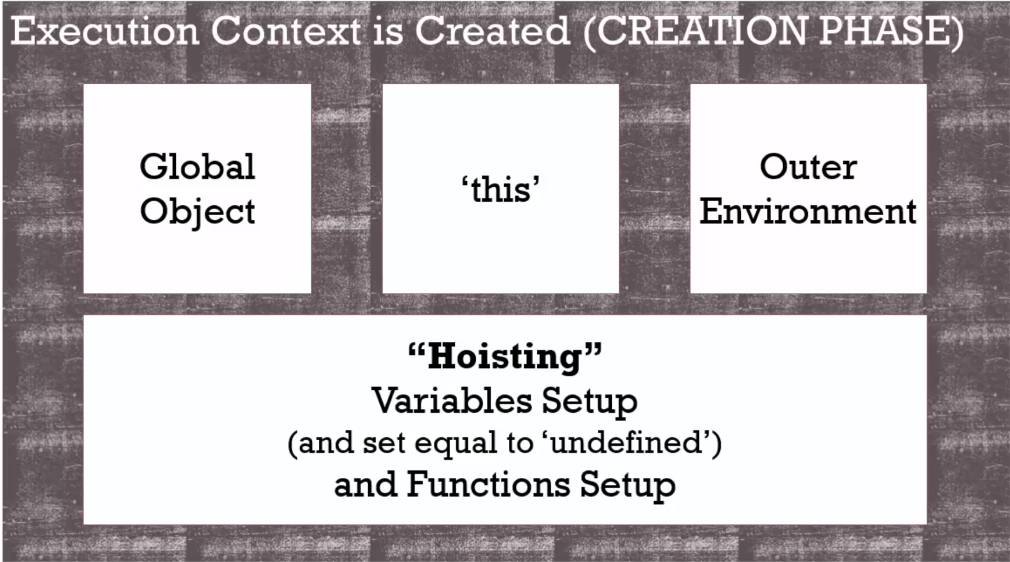 Execution Context is Created (CREATION PHASE)
Global
Object
‘this’
Outer
Environment
“Hoisting”
Variables Setup
(and set equal to ‘undefined’)
and Functions Setup